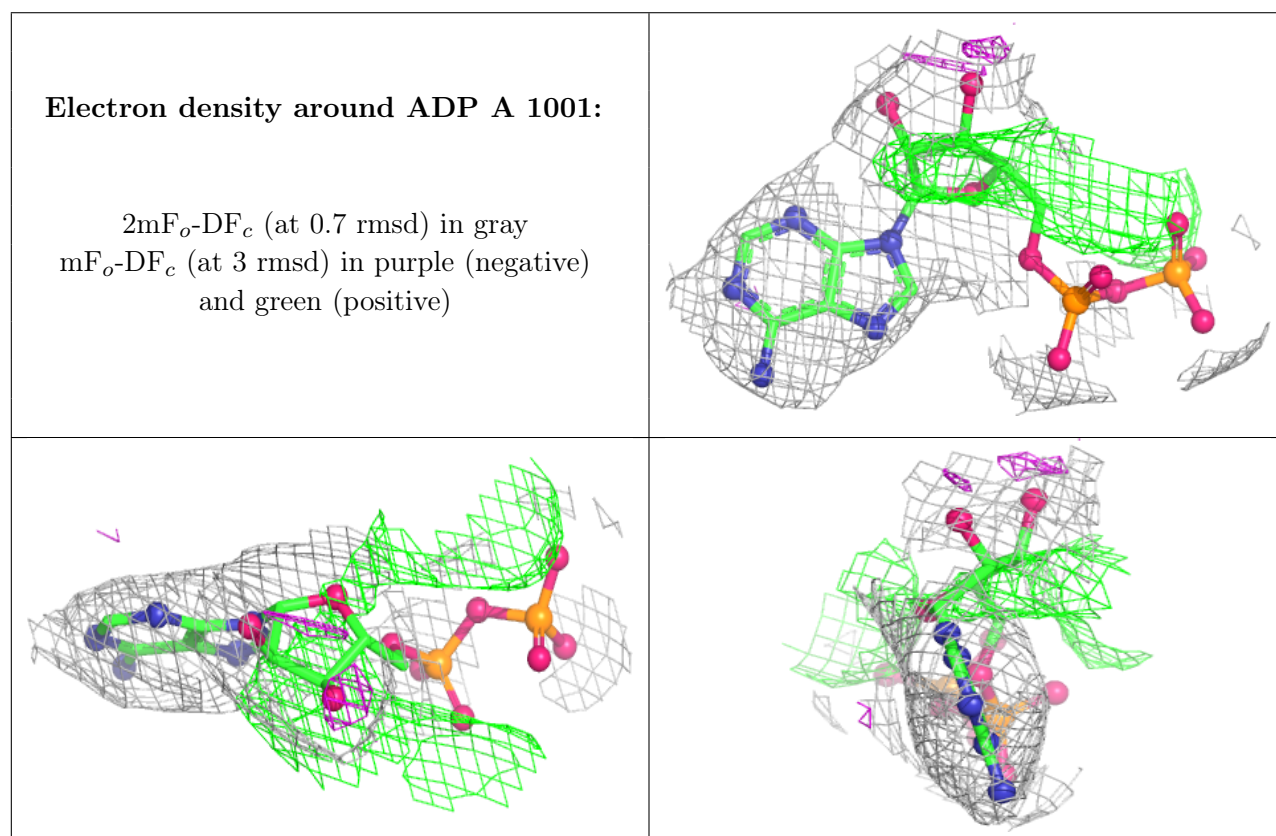 Electron density around ADP A 1001:
2mFo-DFc (at 0.7 rmsd) in gray
mFo-DFc (at 3 rmsd) in purple (negative)
and green (positive)